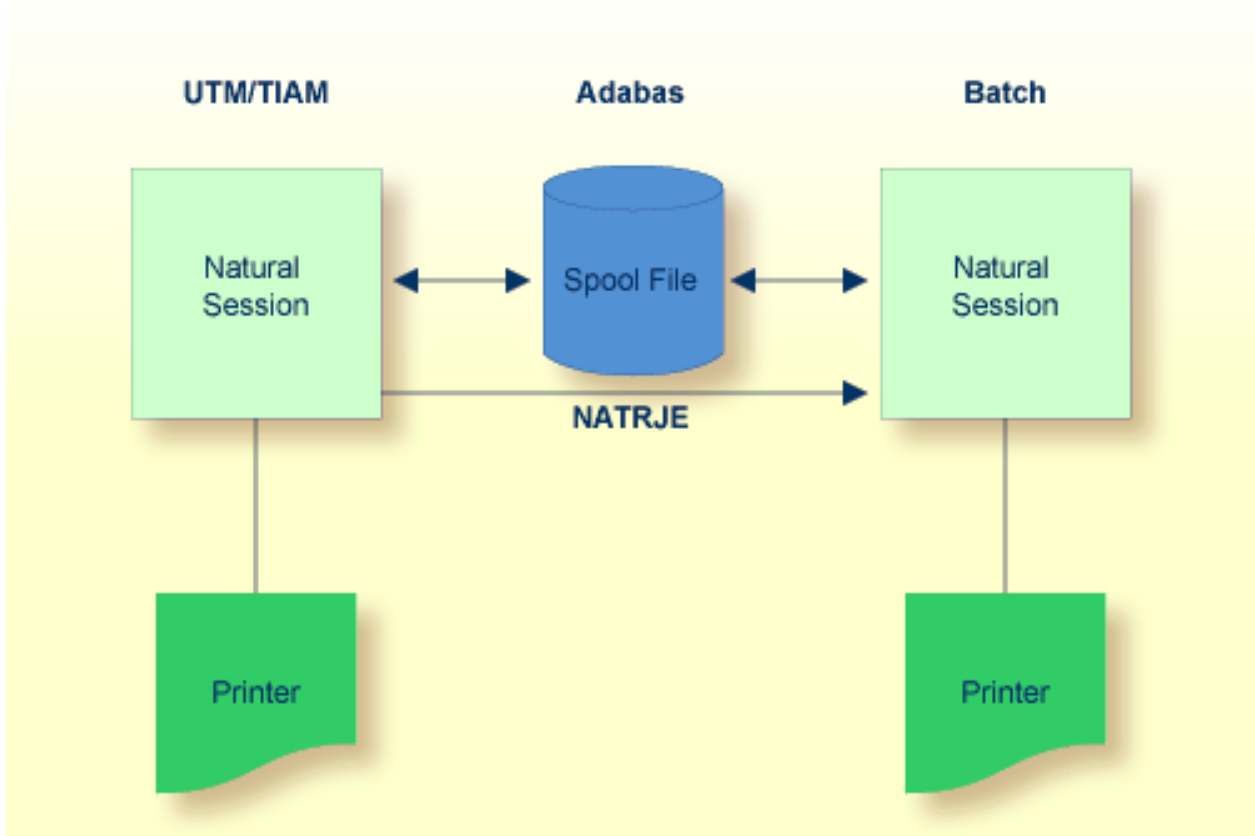 UTM/TIAM
Adabas
Batch
Natural
Session
Spool File
Natural
Session
NATRJE
Printer
Printer